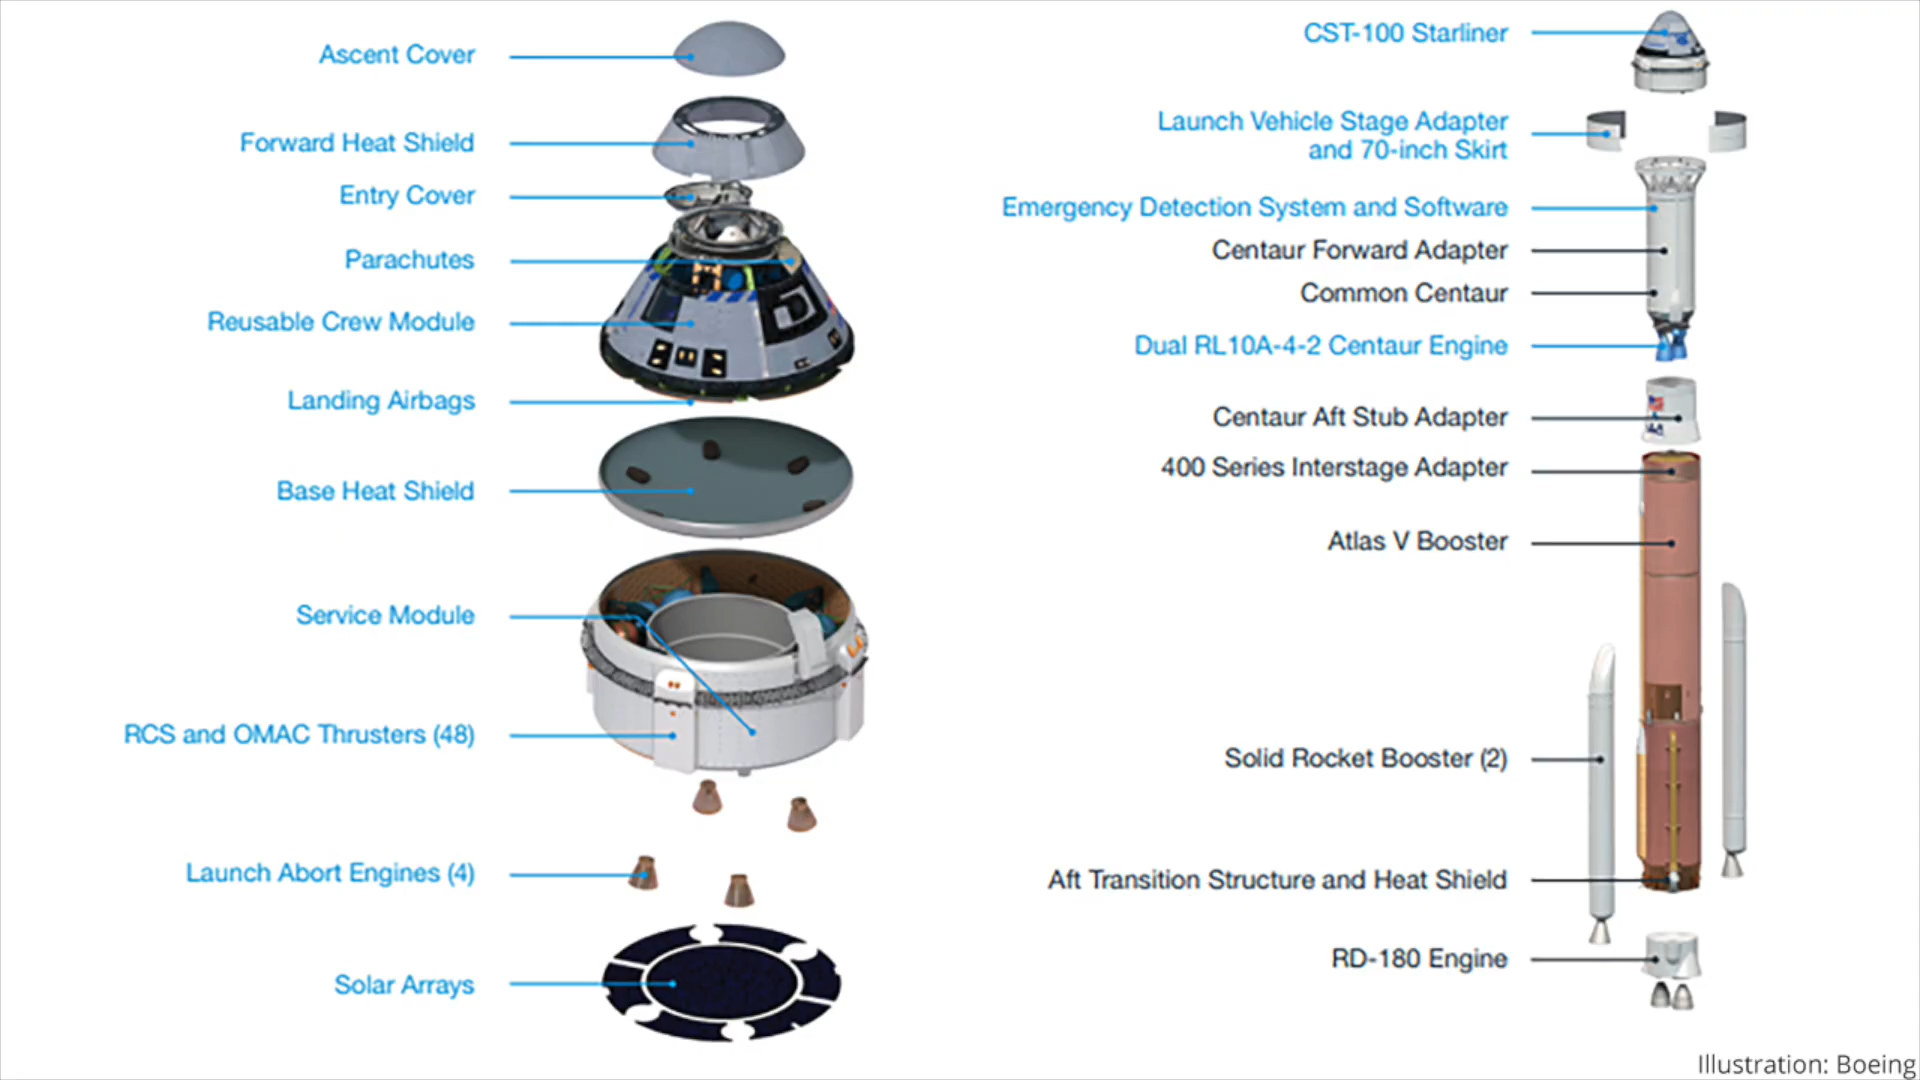 Ascent Cover
Forward Heat Shield
Entry Cover
Parachutes
Reusable Crew Module
Landing Airbags
Base Heat Shield
Service Module
RCS and OMAC Thrusters (48)
Launch Abort Engines (4)
Solar Arrays
CST-100 Starliner
Launch Vehicle Stage Adapter
and 70-inch Skirt
Emergency Detection System and Software
Centaur Forward Adapter
Common Centaur
Dual RL10A-4-2 Centaur Engine
Centaur Aft Stub Adapter
400 Series Interstage Adapter
Atlas V Booster
Solid Rocket Booster (2)
Aft Transition Structure and Heat Shield
RD-180 Engine
Illustration: Boeing